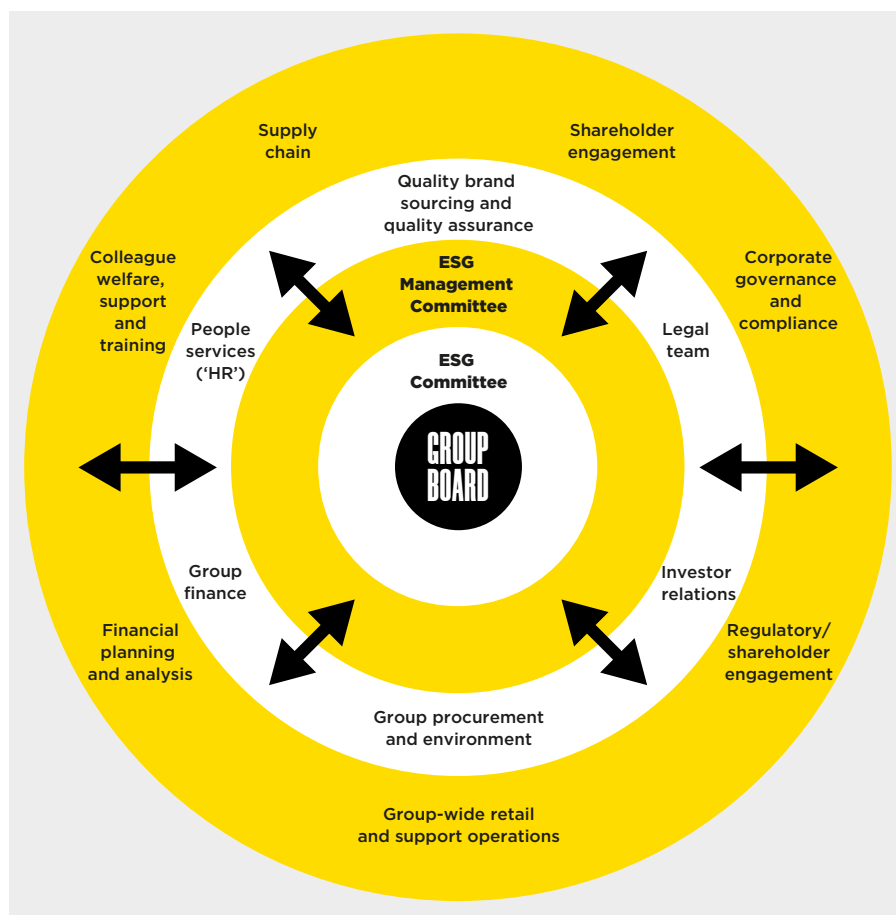 Supply
chain
Shareholder
engagement
Quality brand
sourcing and
quality assurance
Colleague
welfare,
support
and
training
ESG
Management
Committee
Corporate
governance
and
compliance
People
services
(‘HR’)
Legal
team
ESG
Committee
GROUP
BOARD
Group
finance
Investor
relations
Financial
planning
and analysis
Regulatory/
shareholder
engagement
Group procurement
and environment
Group-wide retail
and support operations